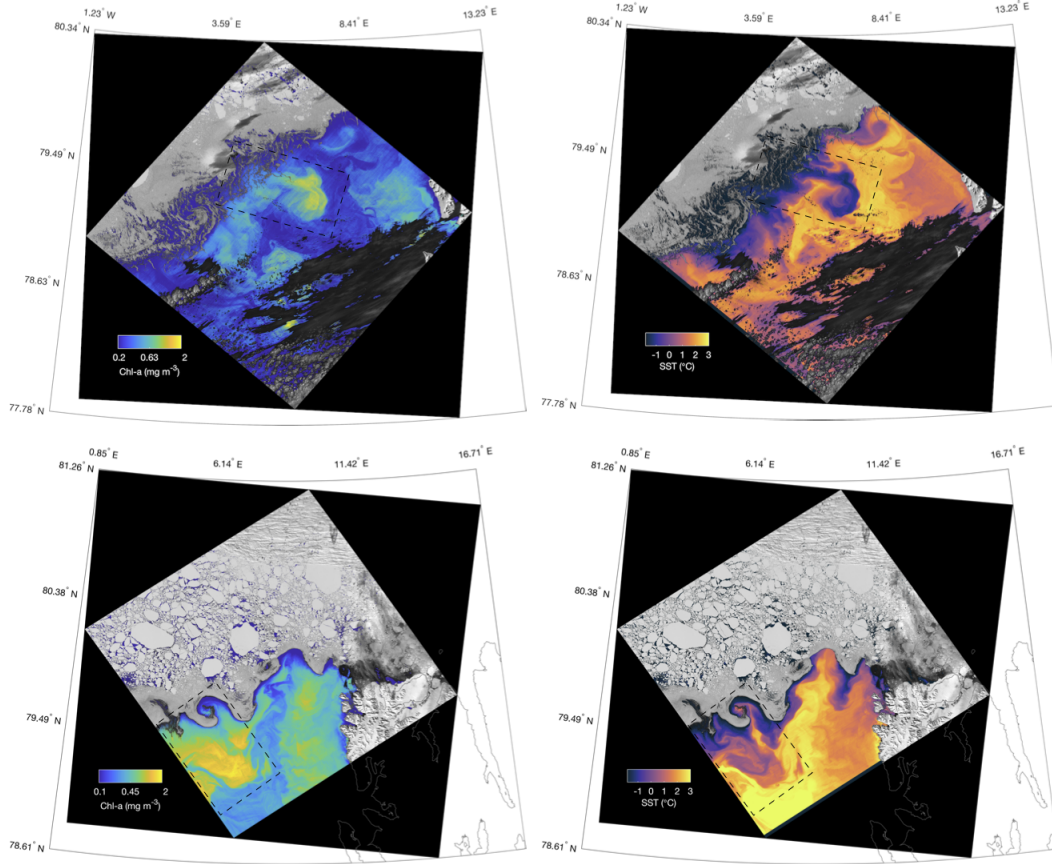 1.23° W
3.59° E
8.41° E
13.23° E
80.34° N
79.49° N
78.63° N
77.78° N
0.2 0.63 2
Chl-a (mg m⁻³)
1.23° W
3.59° E
8.41° E
13.23° E
80.34° N
79.49° N
78.63° N
77.78° N
-1 0 1 2 3
SST (°C)
0.85° E
6.14° E
11.42° E
16.71° E
81.26° N
80.38° N
79.49° N
78.61° N
0.1 0.45 2
Chl-a (mg m⁻³)
0.85° E
6.14° E
11.42° E
16.71° E
81.26° N
80.38° N
79.49° N
78.61° N
-1 0 1 2 3
SST (°C)